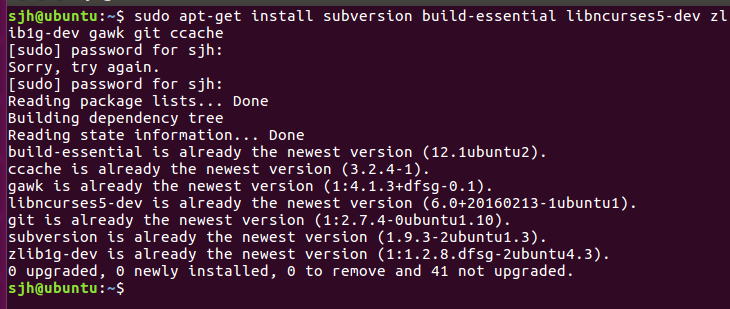 sjh@ubuntu:~$ sudo apt-get install subversion build-essential libncurses5-dev zl
ib1g-dev gawk git ccache
[sudo] password for sjh:
Sorry, try again.
[sudo] password for sjh:
Reading package lists... Done
Building dependency tree
Reading state information... Done
build-essential is already the newest version (12.1ubuntu2).
ccache is already the newest version (3.2.4-1).
gawk is already the newest version (1:4.1.3+dfsg-0.1).
libncurses5-dev is already the newest version (6.0+20160213-1ubuntu1).
git is already the newest version (1:2.7.4-0ubuntu1.10).
subversion is already the newest version (1.9.3-2ubuntu1.3).
zlib1g-dev is already the newest version (1:1.2.8.dfsg-2ubuntu4.3).
0 upgraded, 0 newly installed, 0 to remove and 41 not upgraded.
sjh@ubuntu:~$